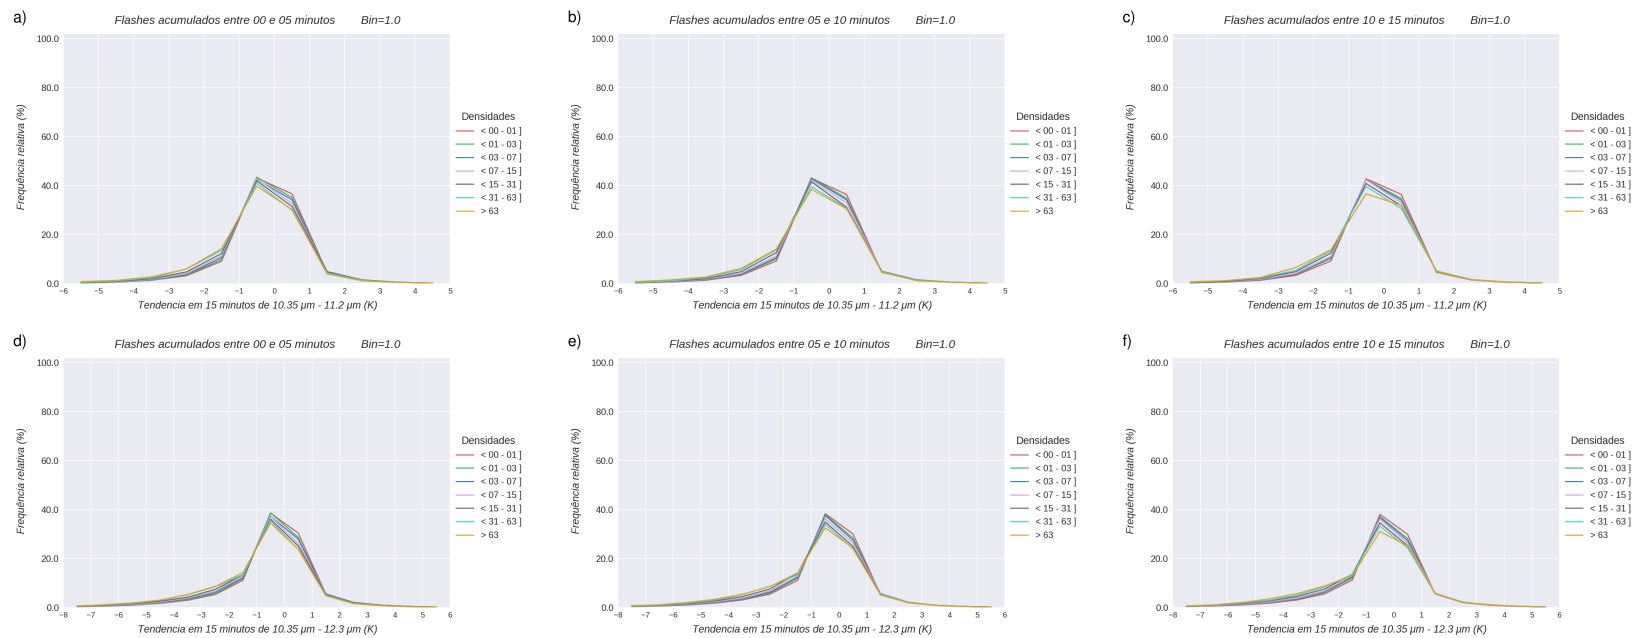 a)
Flashes acumulados entre 00 e 05 minutos Bin=1.0
Frequência relativa (%)
100.0
80.0
60.0
40.0
20.0
0.0
−6 −5 −4 −3 −2 −1 0 1 2 3 4 5
Tendencia em 15 minutos de 10.35 μm - 11.2 μm (K)
Densidades
< 00 - 01 ]
< 01 - 03 ]
< 03 - 07 ]
< 07 - 15 ]
< 15 - 31 ]
< 31 - 63 ]
> 63
b)
Flashes acumulados entre 05 e 10 minutos Bin=1.0
Frequência relativa (%)
100.0
80.0
60.0
40.0
20.0
0.0
−6 −5 −4 −3 −2 −1 0 1 2 3 4 5
Tendencia em 15 minutos de 10.35 μm - 11.2 μm (K)
Densidades
< 00 - 01 ]
< 01 - 03 ]
< 03 - 07 ]
< 07 - 15 ]
< 15 - 31 ]
< 31 - 63 ]
> 63
c)
Flashes acumulados entre 10 e 15 minutos Bin=1.0
Frequência relativa (%)
100.0
80.0
60.0
40.0
20.0
0.0
−6 −5 −4 −3 −2 −1 0 1 2 3 4 5
Tendencia em 15 minutos de 10.35 μm - 11.2 μm (K)
Densidades
< 00 - 01 ]
< 01 - 03 ]
< 03 - 07 ]
< 07 - 15 ]
< 15 - 31 ]
< 31 - 63 ]
> 63
d)
Flashes acumulados entre 00 e 05 minutos Bin=1.0
Frequência relativa (%)
100.0
80.0
60.0
40.0
20.0
0.0
−8 −7 −6 −5 −4 −3 −2 −1 0 1 2 3 4 5 6
Tendencia em 15 minutos de 10.35 μm - 12.3 μm (K)
Densidades
< 00 - 01 ]
< 01 - 03 ]
< 03 - 07 ]
< 07 - 15 ]
< 15 - 31 ]
< 31 - 63 ]
> 63
e)
Flashes acumulados entre 05 e 10 minutos Bin=1.0
Frequência relativa (%)
100.0
80.0
60.0
40.0
20.0
0.0
−8 −7 −6 −5 −4 −3 −2 −1 0 1 2 3 4 5 6
Tendencia em 15 minutos de 10.35 μm - 12.3 μm (K)
Densidades
< 00 - 01 ]
< 01 - 03 ]
< 03 - 07 ]
< 07 - 15 ]
< 15 - 31 ]
< 31 - 63 ]
> 63
f)
Flashes acumulados entre 10 e 15 minutos Bin=1.0
Frequência relativa (%)
100.0
80.0
60.0
40.0
20.0
0.0
−8 −7 −6 −5 −4 −3 −2 −1 0 1 2 3 4 5 6
Tendencia em 15 minutos de 10.35 μm - 12.3 μm (K)
Densidades
< 00 - 01 ]
< 01 - 03 ]
< 03 - 07 ]
< 07 - 15 ]
< 15 - 31 ]
< 31 - 63 ]
> 63